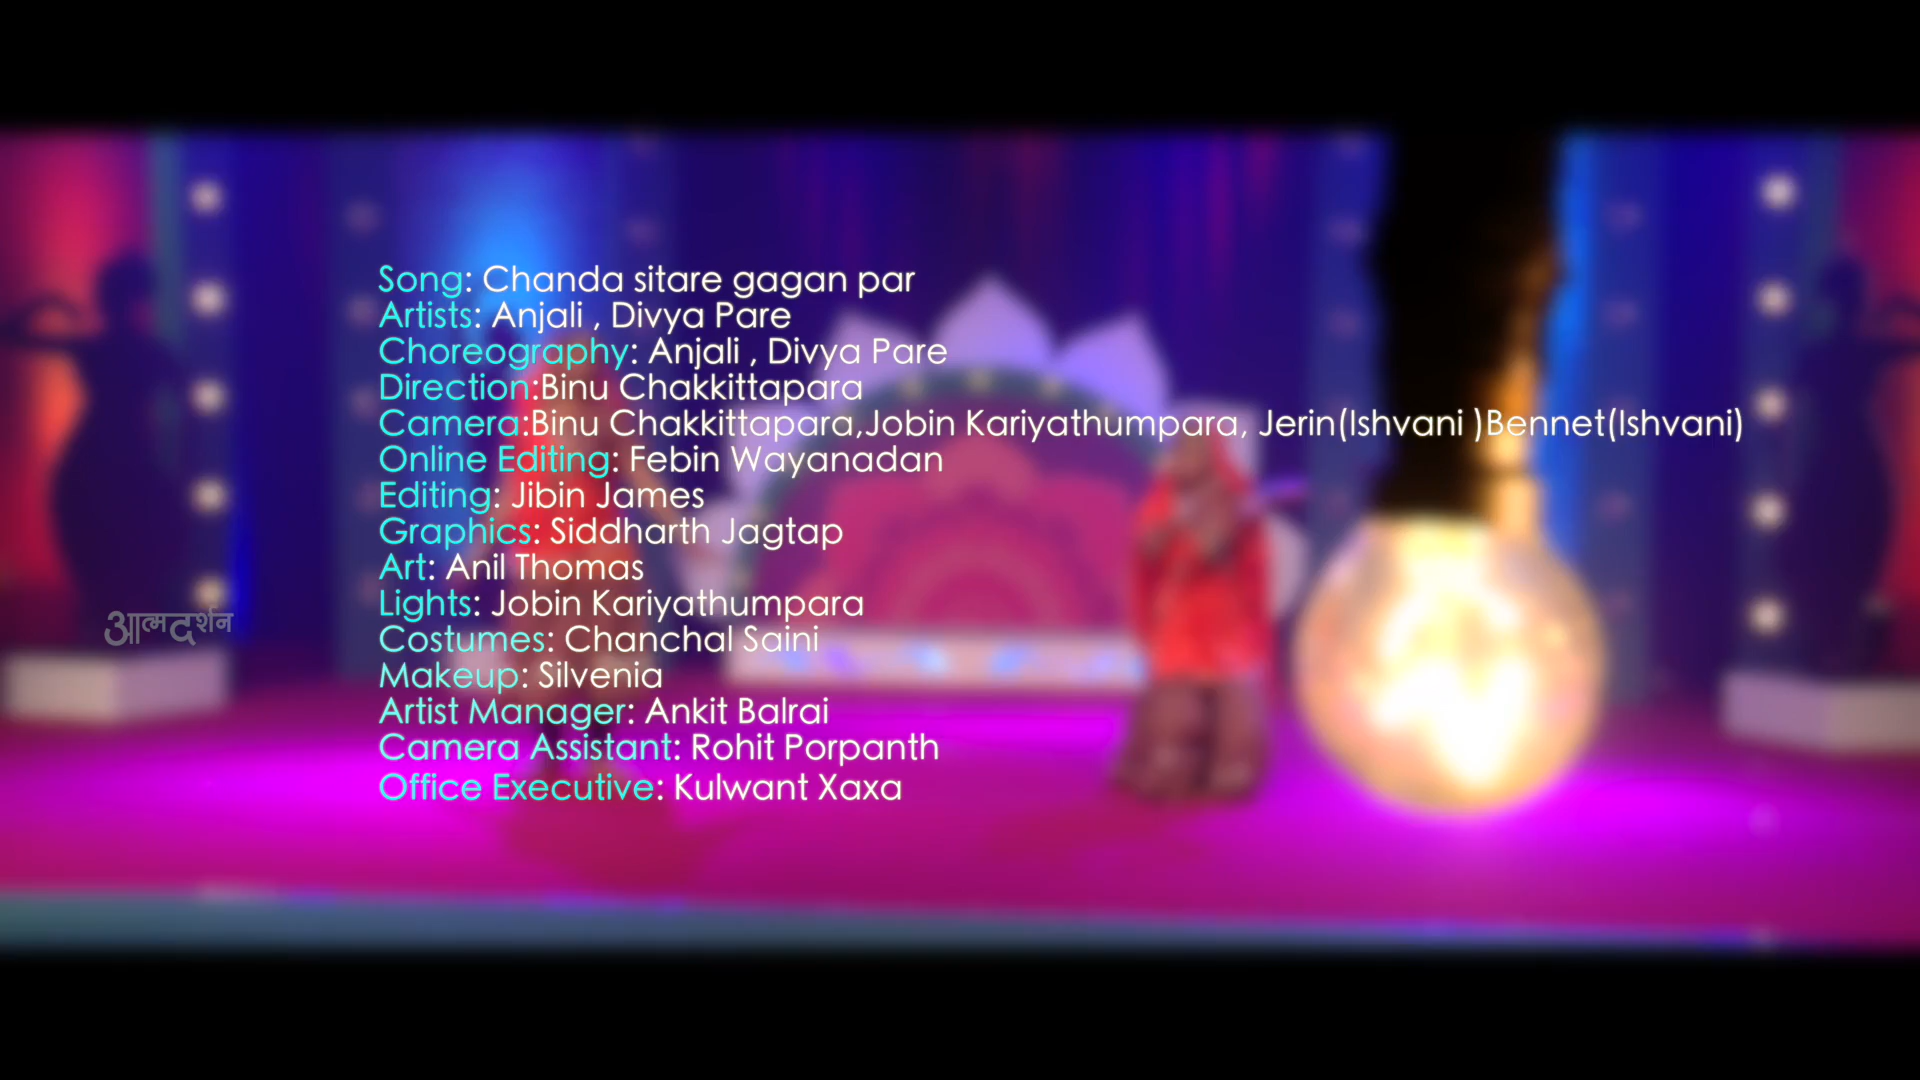 Song: Chanda sitare gagan par
Artists: Anjali , Divya Pare
Choreography: Anjali , Divya Pare
Direction:Binu Chakkittapara
Camera:Binu Chakkittapara,Jobin Kariyathumpara, Jerin(Ishvani )Bennet(Ishvani)
Online Editing: Febin Wayanadan
Editing: Jibin James
Graphics: Siddharth Jagtap
Art: Anil Thomas
Lights: Jobin Kariyathumpara
Costumes: Chanchal Saini
Makeup: Silvenia
Artist Manager: Ankit Balrai
Camera Assistant: Rohit Porpanth
Office Executive: Kulwant Xaxa
आत्मदर्शन